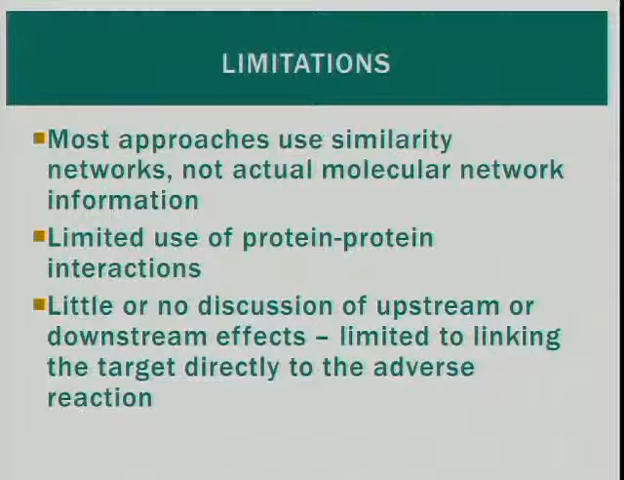 LIMITATIONS
Most approaches use similarity
networks, not actual molecular network
information
Limited use of protein-protein
interactions
Little or no discussion of upstream or
downstream effects – limited to linking
the target directly to the adverse
reaction